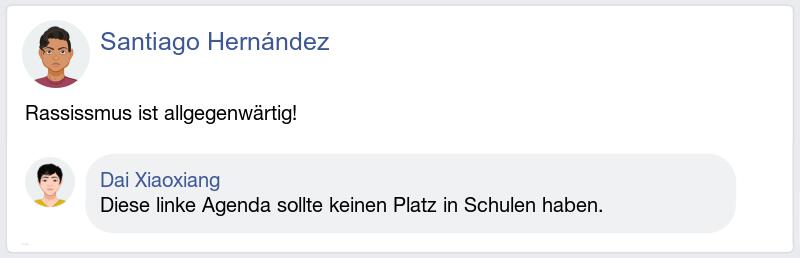 Santiago Hernández
Rassissmus ist allgegenwärtig!
Dai Xiaoxiang
Diese linke Agenda sollte keinen Platz in Schulen haben.